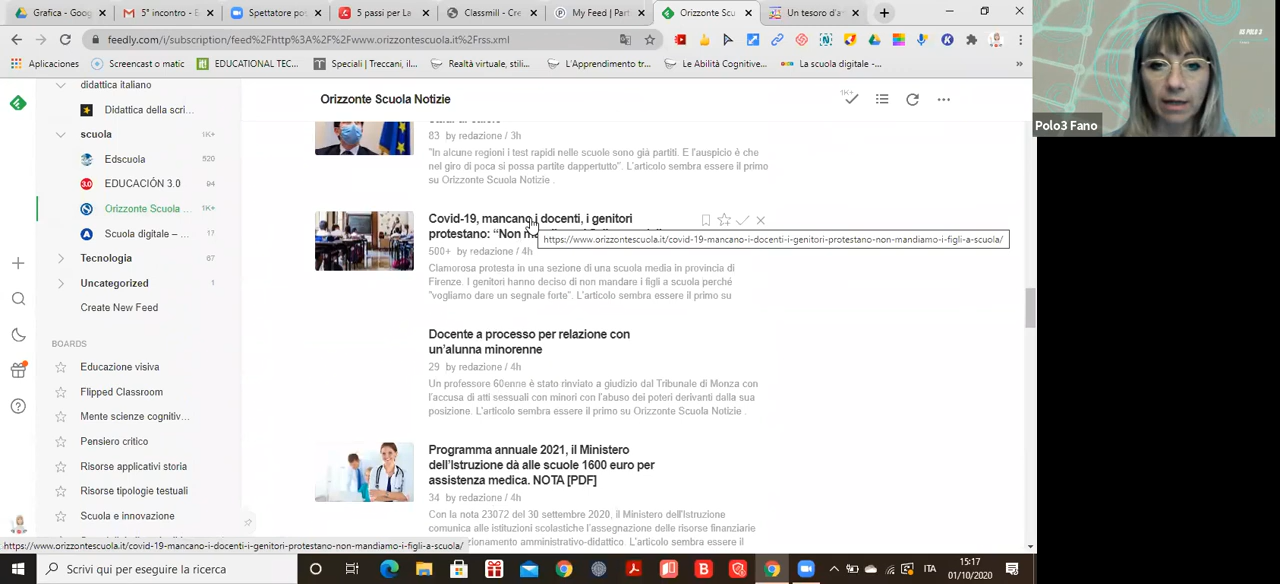 Grafica - Goog
5° incontro - E
Spettatore po
5 passi per La
Classmill - Cre
My Feed | Part
Orizzonte Scu
Un tesoro d'a
feedly.com/i/subscription/feed%2Fhttp%3A%2F%2Fwww.orizzontescuola.it%2Frss.xml
Applicazioni
Screencast o matic
EDUCATIONAL TEC...
Speciali | Treccani, il...
Realtà virtuale, stili...
L'Apprendimento tr...
Le Abilità Cognitive...
La scuola digitale -...
»
Polo3 Fano
didattica italiano
Didattica della scri...
scuola 1K+
Edscuola 520
EDUCACIÓN 3.0 94
Orizzonte Scuola ... 1K+
Scuola digitale – ... 17
Tecnologia 67
Uncategorized 1
Create New Feed
BOARDS
Educazione visiva
Flipped Classroom
Mente scienze cognitiv...
Pensiero critico
Risorse applicativi storia
Risorse tipologie testuali
Scuola e innovazione
Orizzonte Scuola Notizie
1K+
83 by redazione / 3h
"In alcune regioni i test rapidi nelle scuole sono già partiti. E l'auspicio è che
nel giro di poca si possa partite dappertutto". L'articolo sembra essere il primo
su Orizzonte Scuola Notizie .
Covid-19, mancano i docenti, i genitori
protestano: “Non
https://www.orizzontescuola.it/covid-19-mancano-i-docenti-i-genitori-protestano-non-mandiamo-i-figli-a-scuola/
500+ by redazione / 4h
Clamorosa protesta in una sezione di una scuola media in provincia di
Firenze. I genitori hanno deciso di non mandare i figli a scuola perché
"vogliamo dare un segnale forte". L'articolo sembra essere il primo su
Docente a processo per relazione con
un'alunna minorenne
29 by redazione / 4h
Un professore 60enne è stato rinviato a giudizio dal Tribunale di Monza con
l'accusa di atti sessuali con minori con l'abuso dei poteri derivanti dalla sua
posizione. L'articolo sembra essere il primo su Orizzonte Scuola Notizie .
Programma annuale 2021, il Ministero
dell'Istruzione dà alle scuole 1600 euro per
assistenza medica. NOTA [PDF]
34 by redazione / 4h
Con la nota 23072 del 30 settembre 2020, il Ministero dell'Istruzione
comunica alle istituzioni scolastiche l'assegnazione delle risorse finanziarie
amministrativo-didattico. L'articolo sembra essere il
https://www.orizzontescuola.it/covid-19-mancano-i-docenti-i-genitori-protestano-non-mandiamo-i-figli-a-scuola/
Scrivi qui per eseguire la ricerca
ITA
15:17
01/10/2020